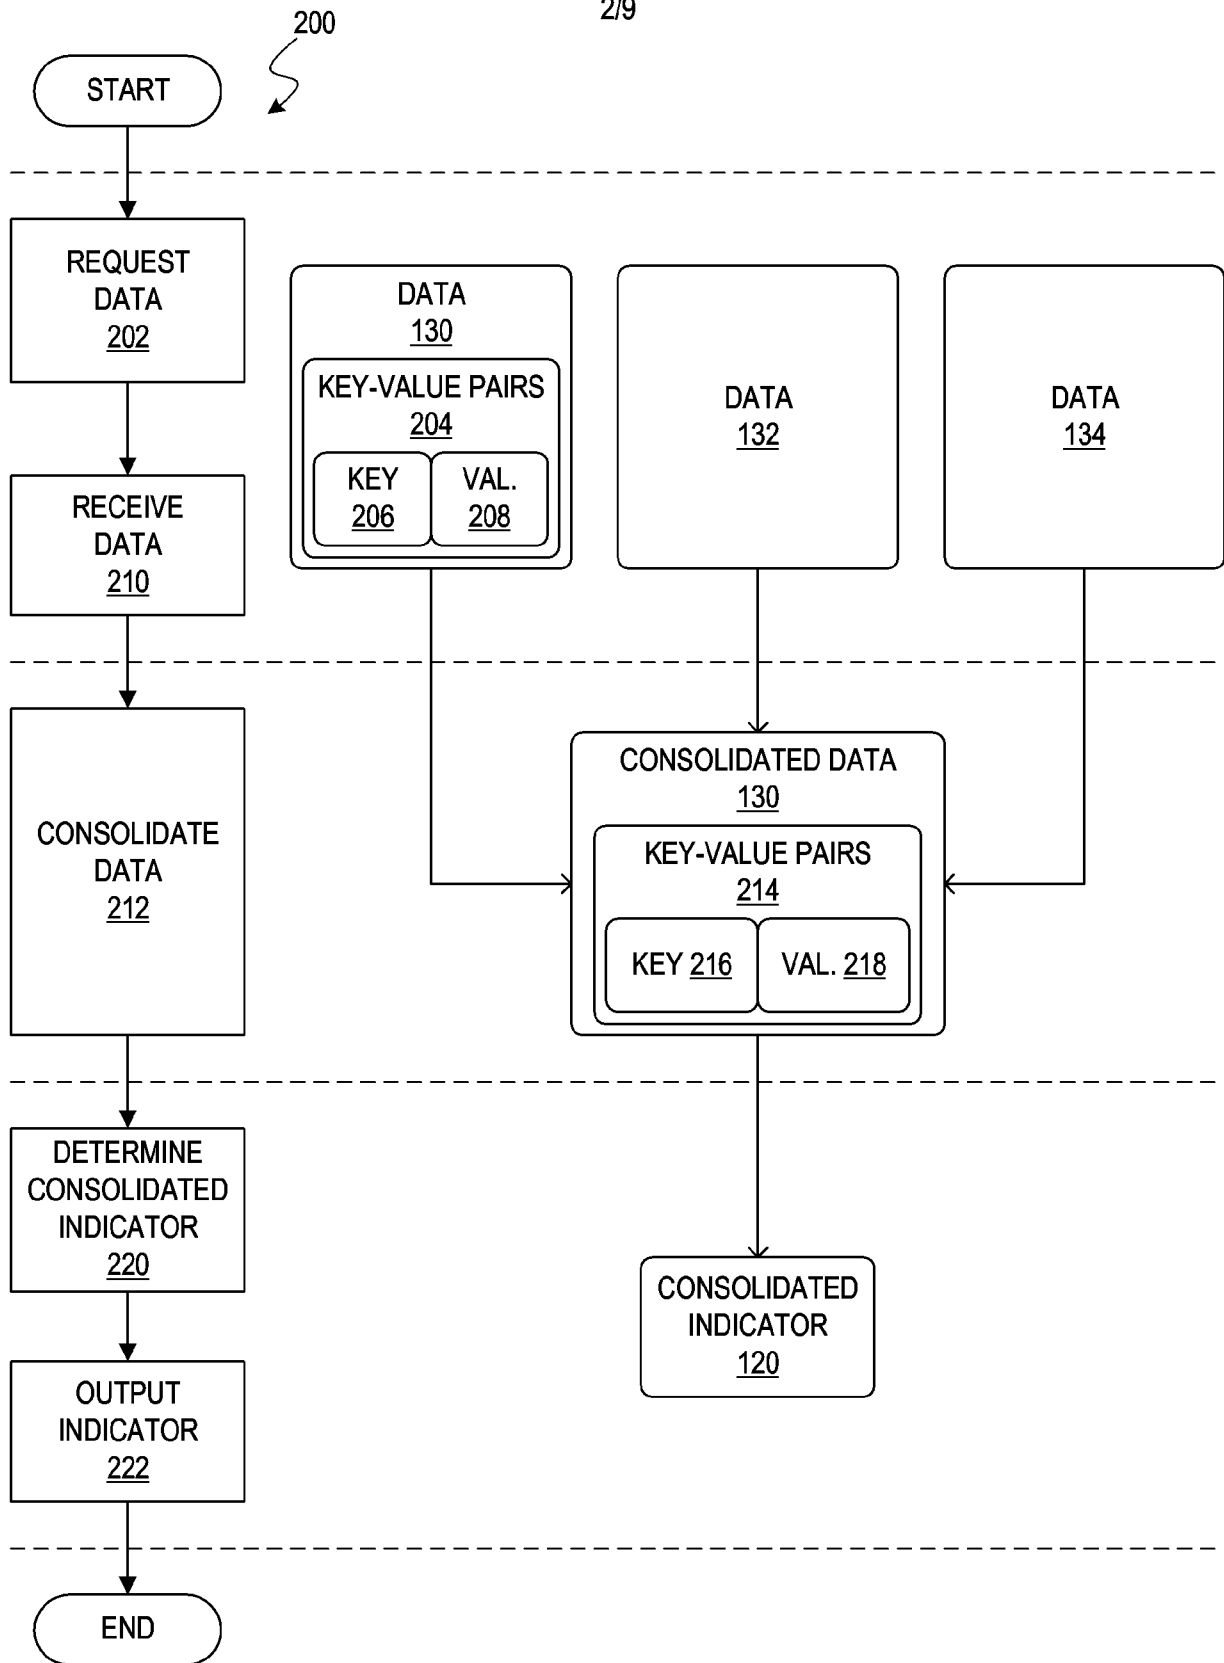 2/9
200
START
REQUEST
DATA
202
DATA
130
KEY-VALUE PAIRS
204
KEY
206
VAL.
208
DATA
132
DATA
134
RECEIVE
DATA
210
CONSOLIDATE
DATA
212
CONSOLIDATED DATA
130
KEY-VALUE PAIRS
214
KEY 216
VAL. 218
DETERMINE
CONSOLIDATED
INDICATOR
220
CONSOLIDATED
INDICATOR
120
OUTPUT
INDICATOR
222
END